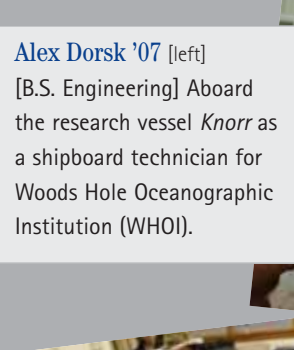 Alex Dorsk ’07 [left]
[B.S. Engineering] Aboard
the research vessel Knorr as
a shipboard technician for
Woods Hole Oceanographic
Institution (WHOI).